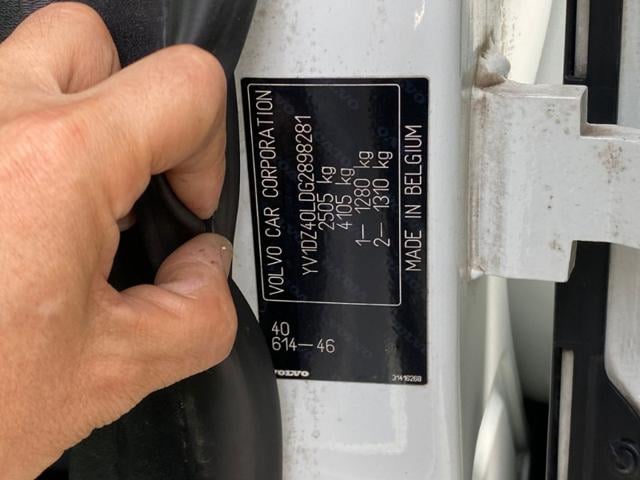 VOLVO CAR CORPORATION
YV1DZ40LDG2898281
2505 kg
4105 kg
1– 1280 kg
2– 1310 kg
MADE IN BELGIUM
40
614–46
VOLVO
31416268